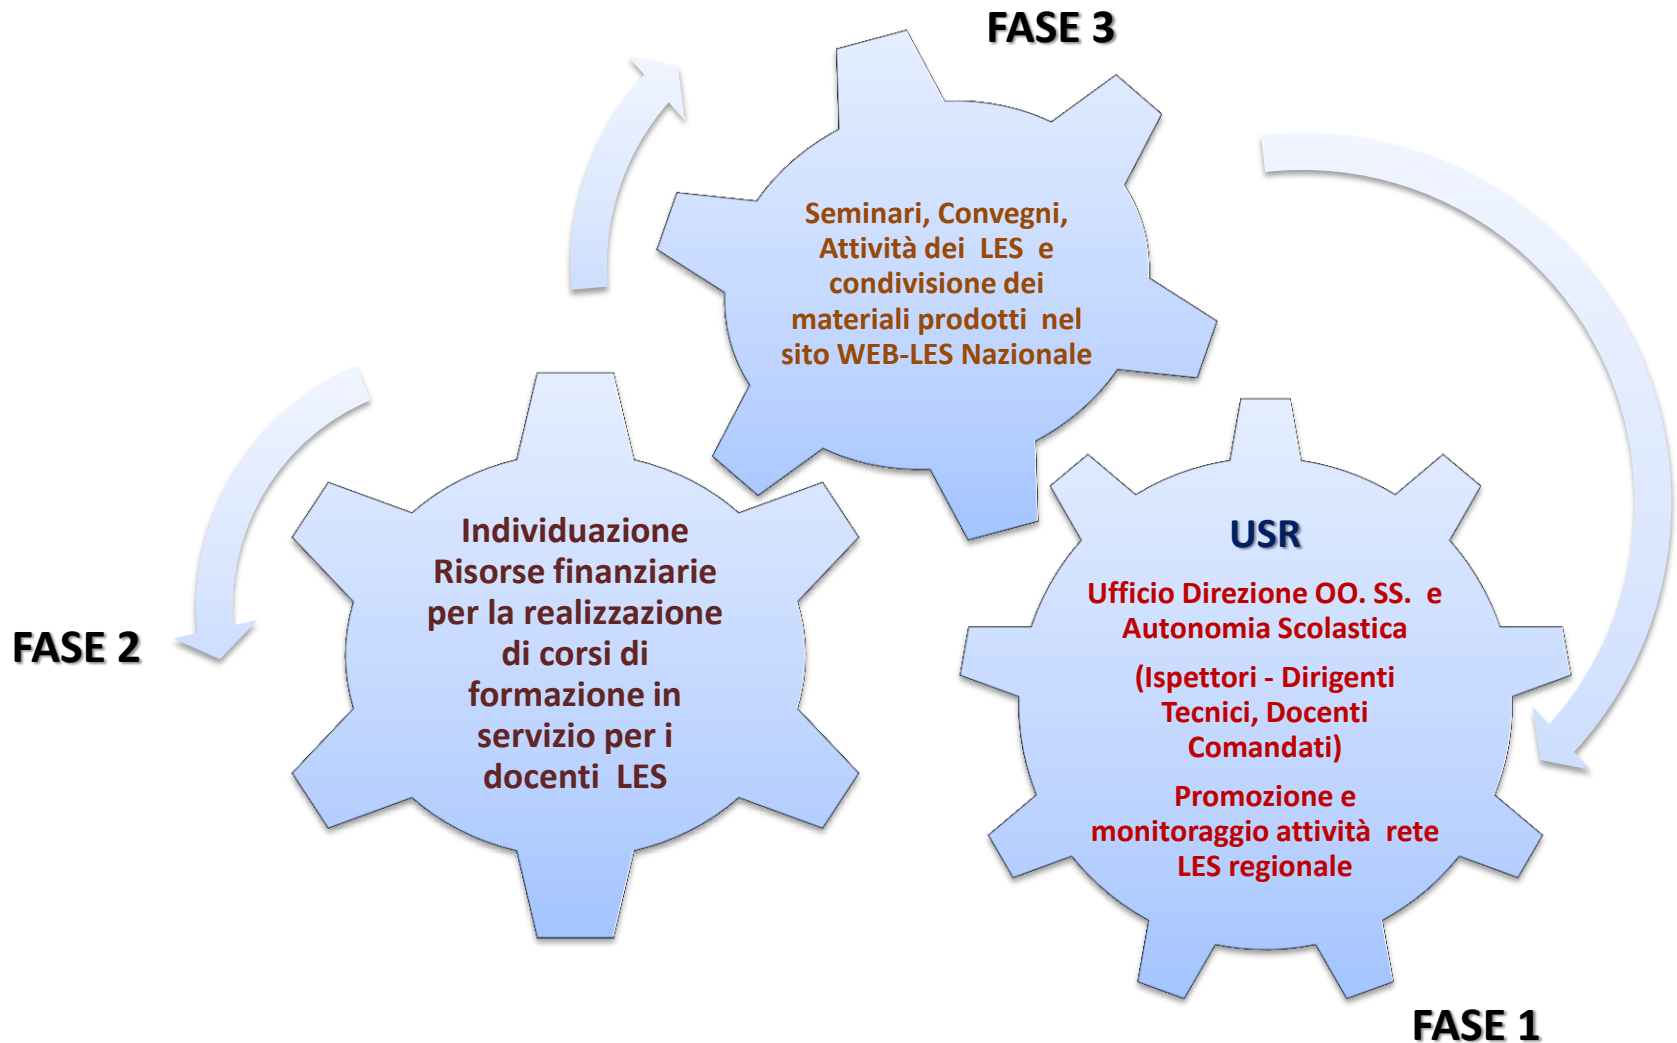 FASE 3
Seminari, Convegni,
Attività dei LES e
condivisione dei
materiali prodotti nel
sito WEB-LES Nazionale
FASE 2
Individuazione
Risorse finanziarie
per la realizzazione
di corsi di
formazione in
servizio per i
docenti LES
USR
Ufficio Direzione OO. SS. e
Autonomia Scolastica
(Ispettori - Dirigenti
Tecnici, Docenti
Comandati)
Promozione e
monitoraggio attività rete
LES regionale
FASE 1